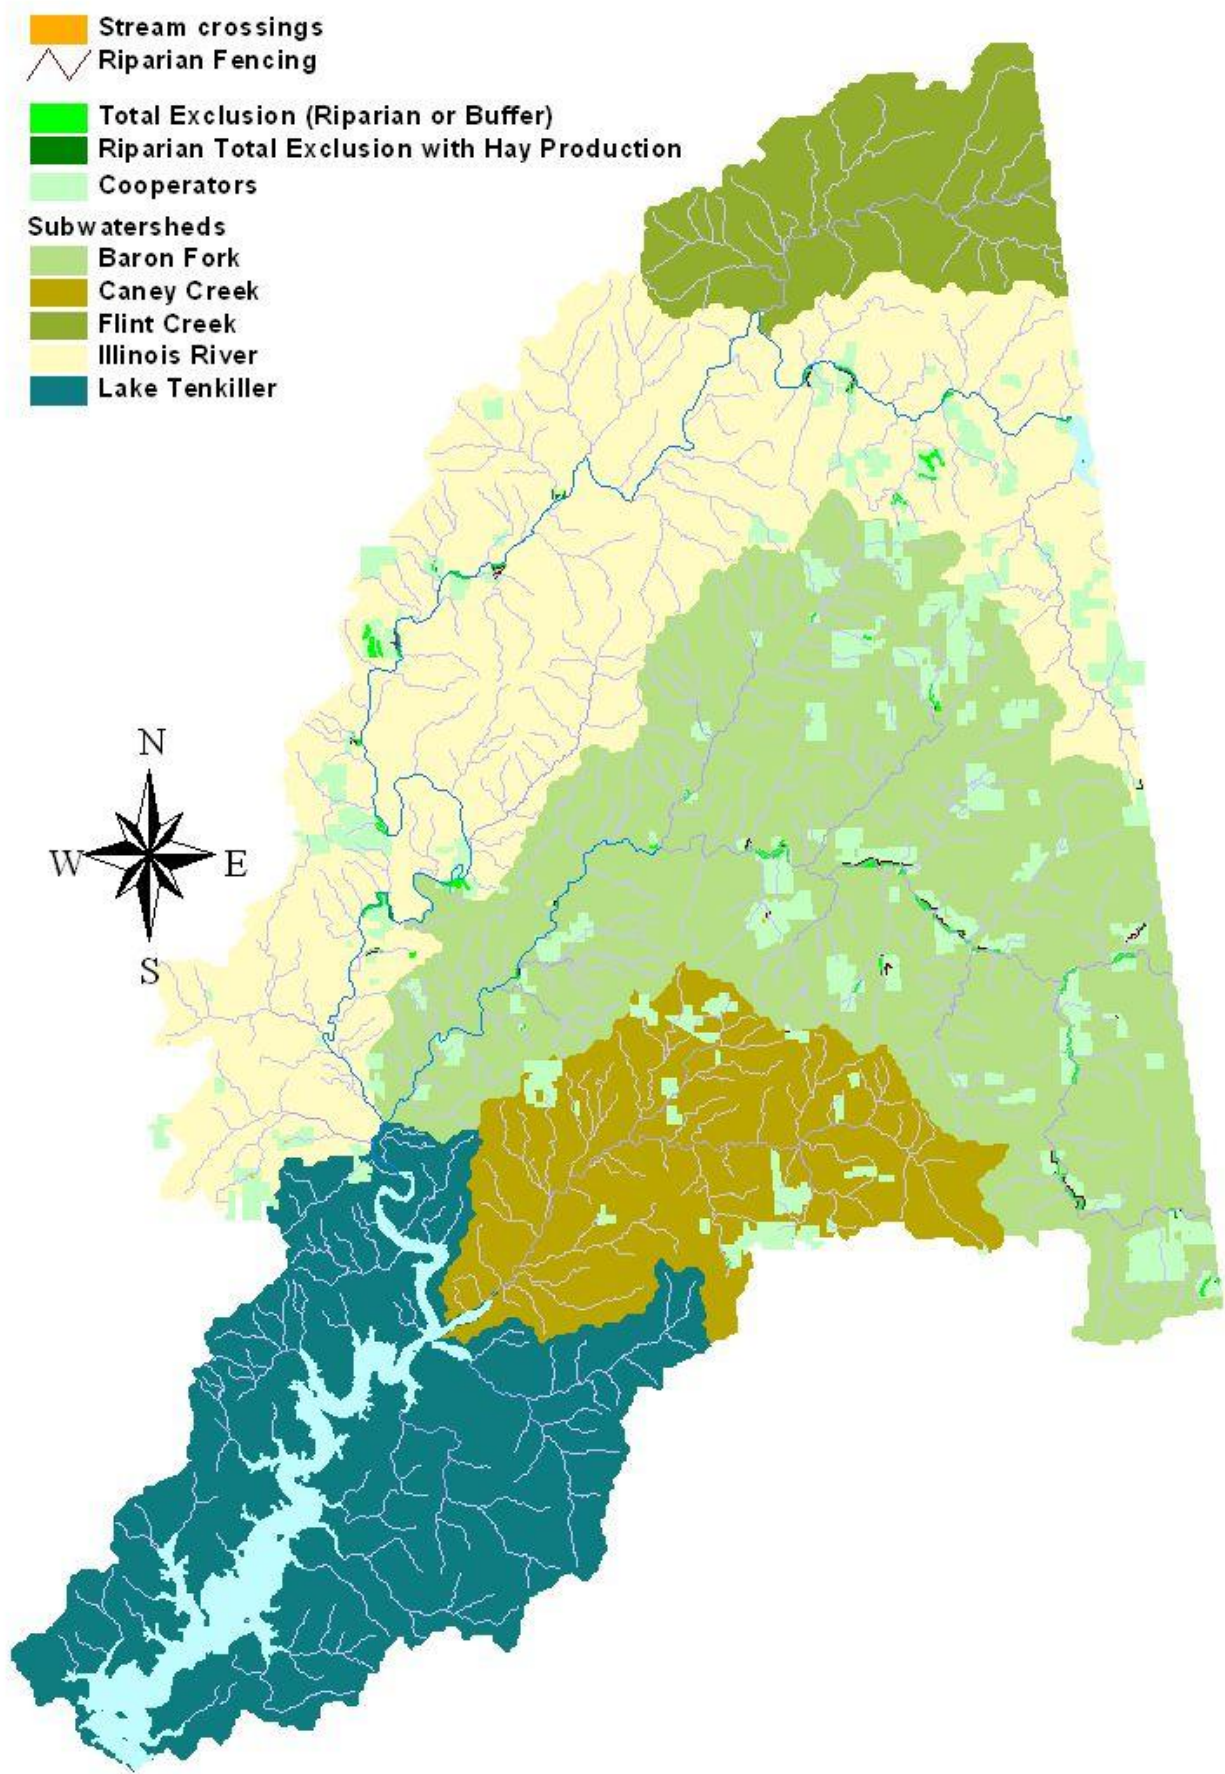 Stream crossings
Riparian Fencing
Total Exclusion (Riparian or Buffer)
Riparian Total Exclusion with Hay Production
Cooperators
Subwatersheds
Baron Fork
Caney Creek
Flint Creek
Illinois River
Lake Tenkiller
N
W E
S